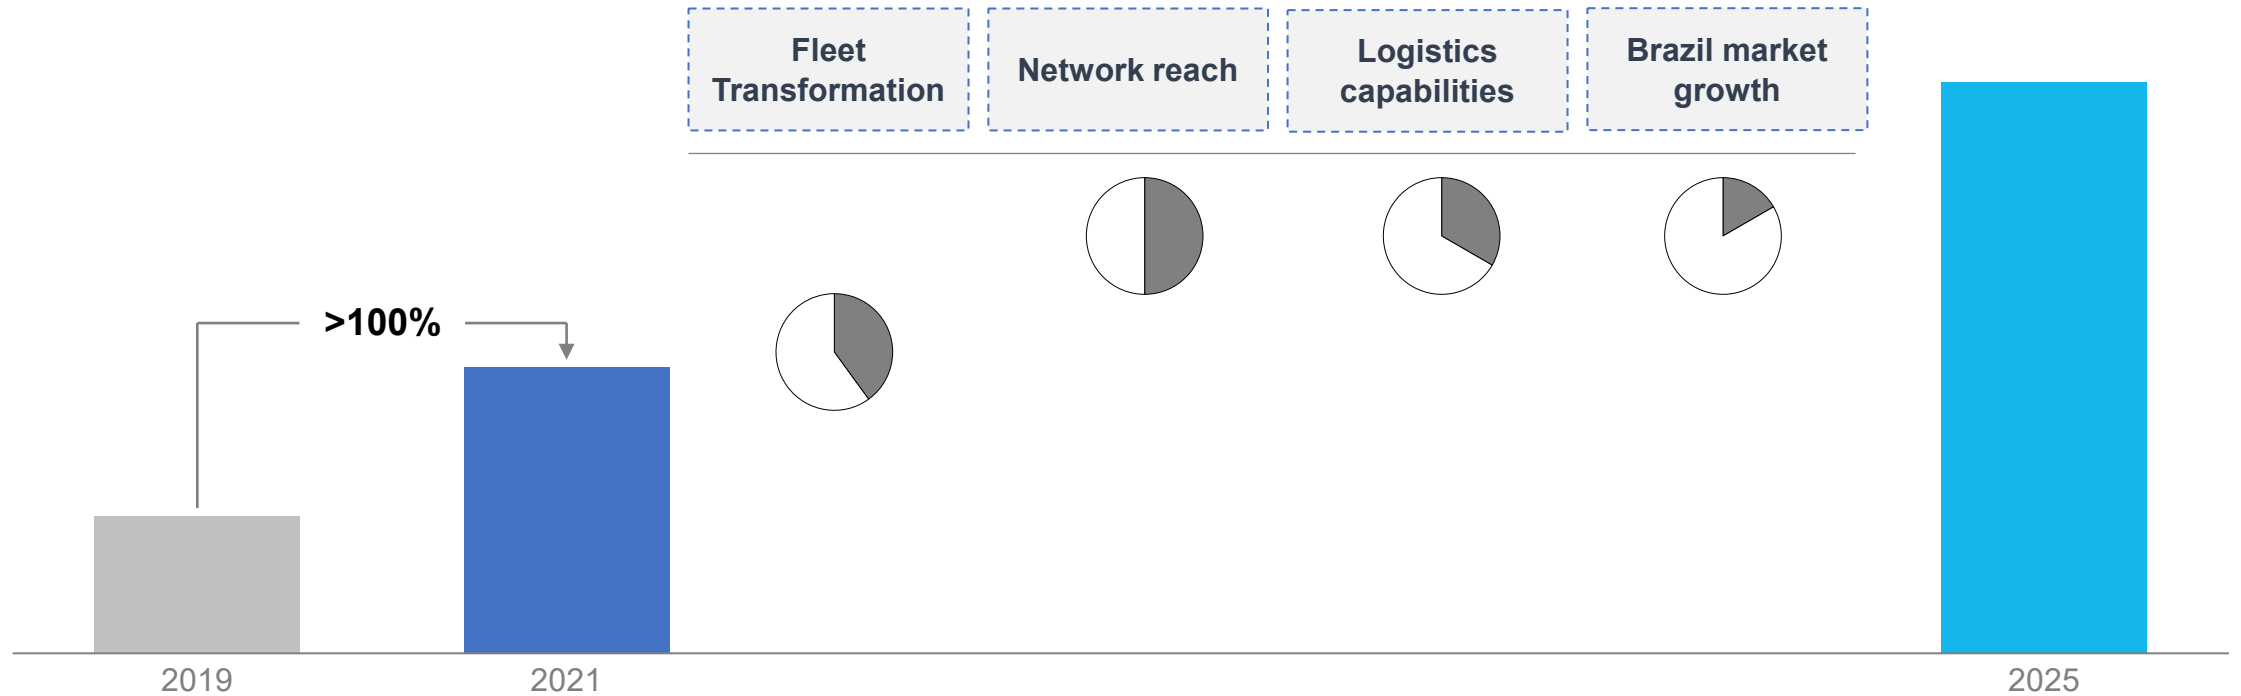 Fleet
Transformation
Network reach
Logistics
capabilities
Brazil market
growth
>100%
2019
2021
2025